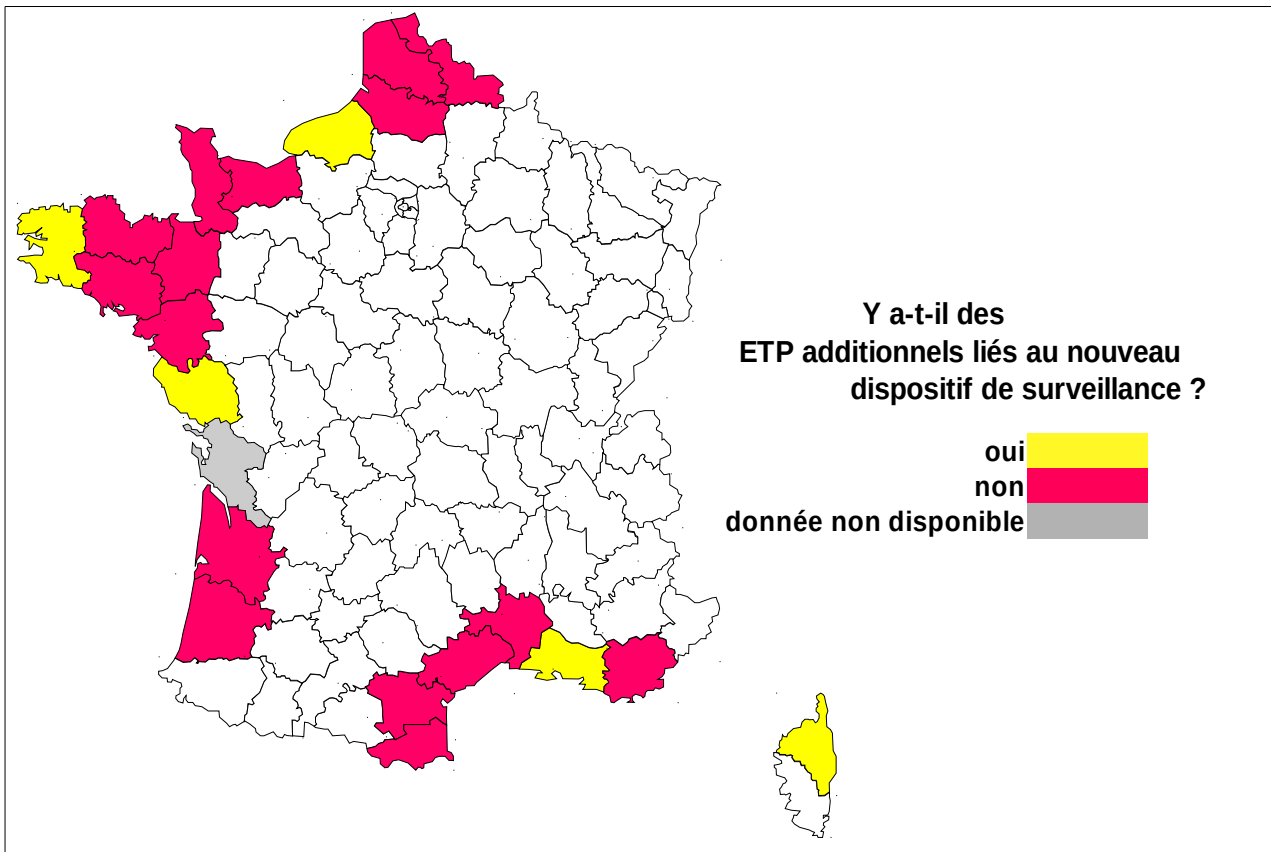 Y a-t-il des
ETP additionnels liés au nouveau
dispositif de surveillance ?
oui
non
donnée non disponible